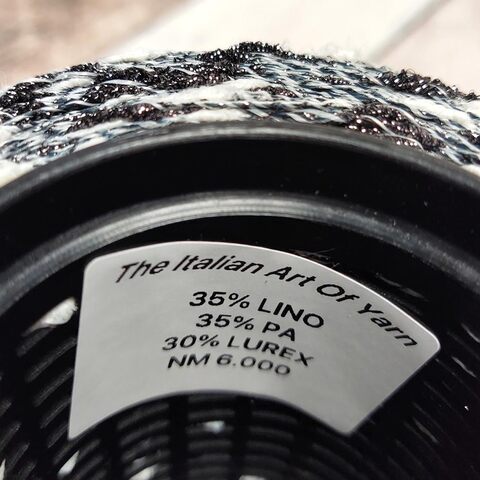 The Italian Art Of Yarn
35% LINO
35% PA
30% LUREX
NM 6.000